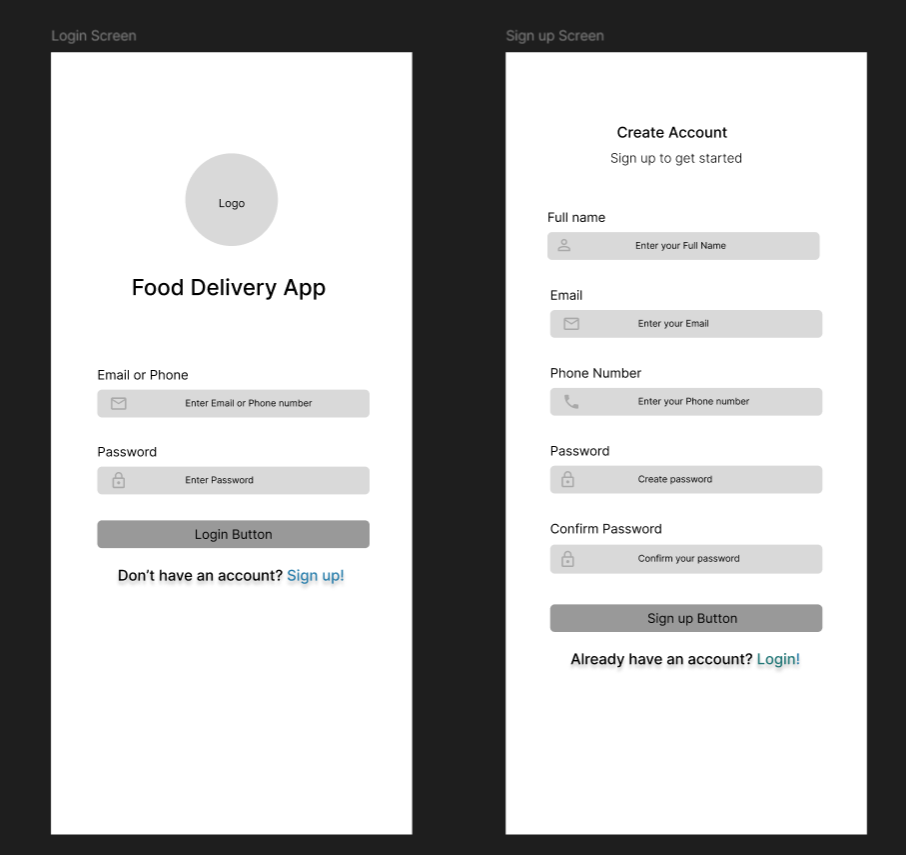 Login Screen
Logo
Food Delivery App
Email or Phone
Enter Email or Phone number
Password
Enter Password
Login Button
Don't have an account? Sign up!
Sign up Screen
Create Account
Sign up to get started
Full name
Enter your Full Name
Email
Enter your Email
Phone Number
Enter your Phone number
Password
Create password
Confirm Password
Confirm your password
Sign up Button
Already have an account? Login!